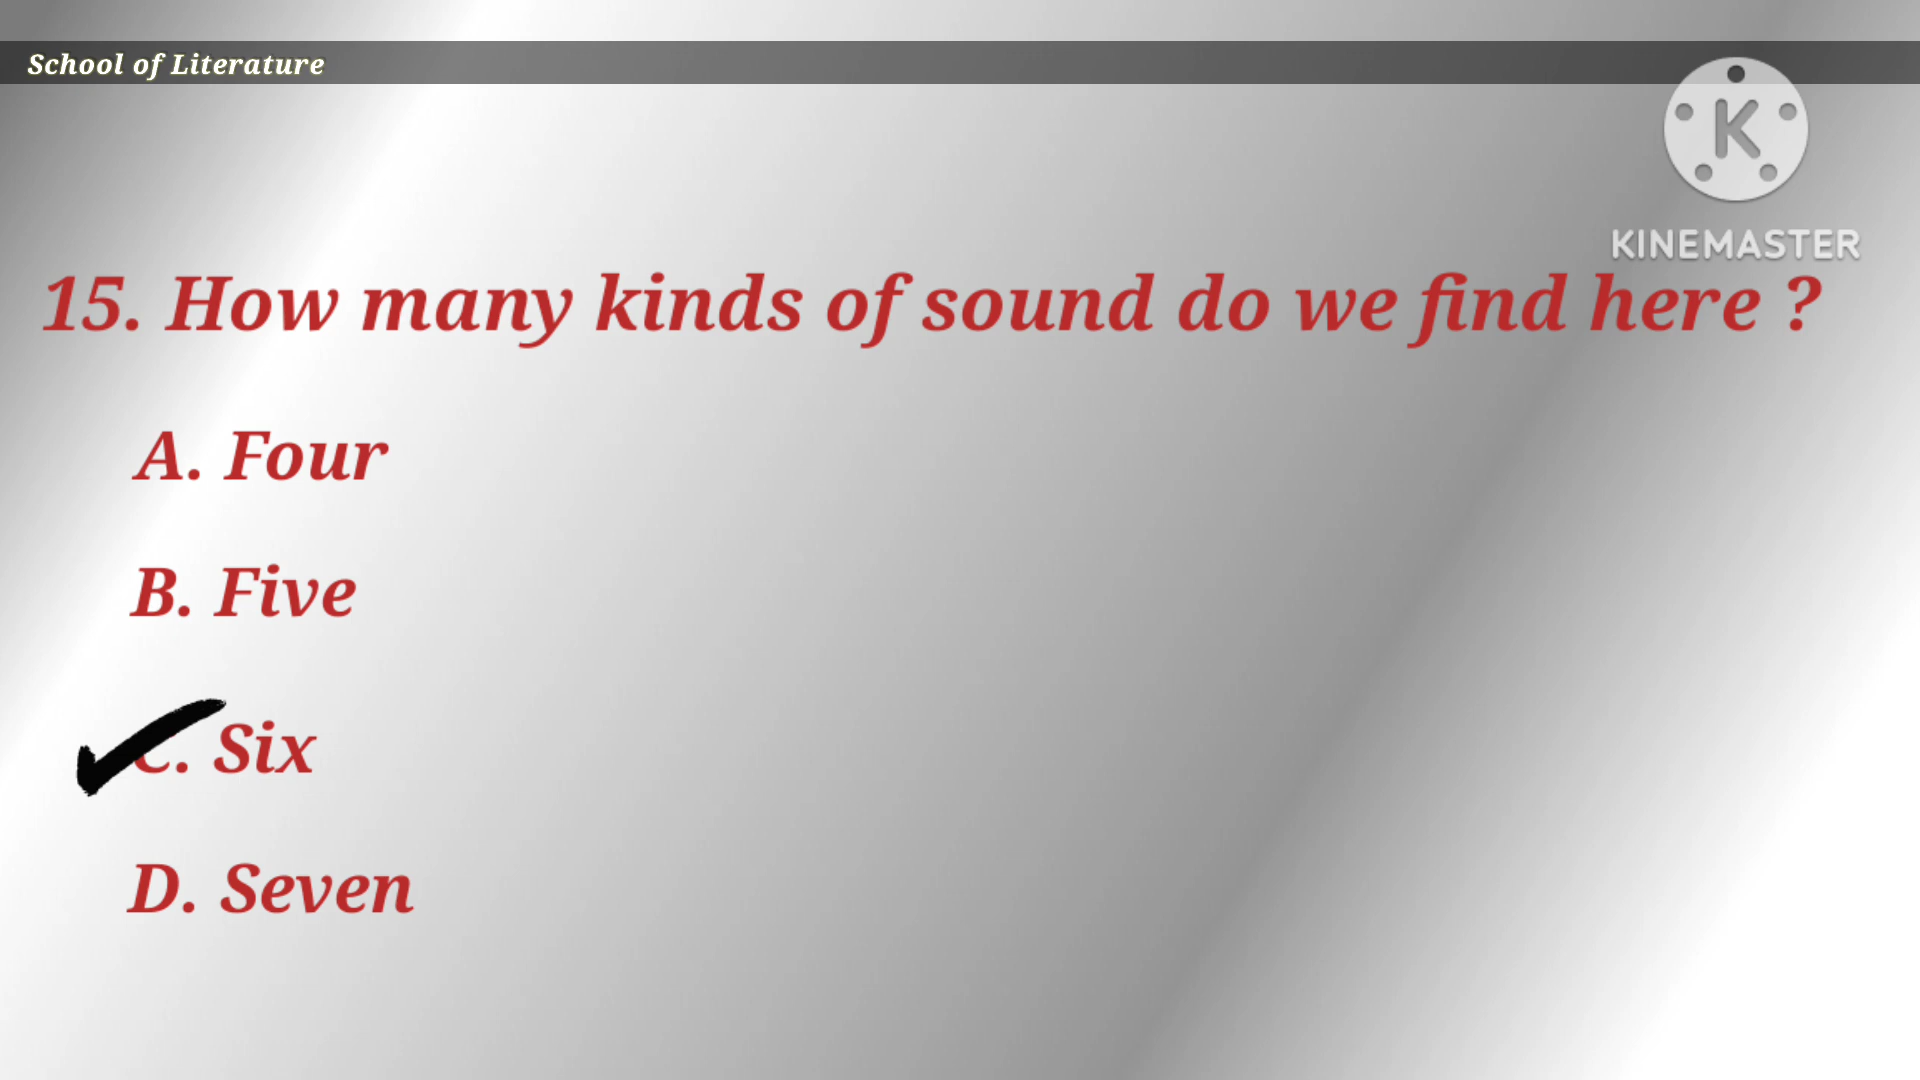 School of Literature
K
KINEMASTER
15. How many kinds of sound do we find here ?
A. Four
B. Five
C. Six
D. Seven